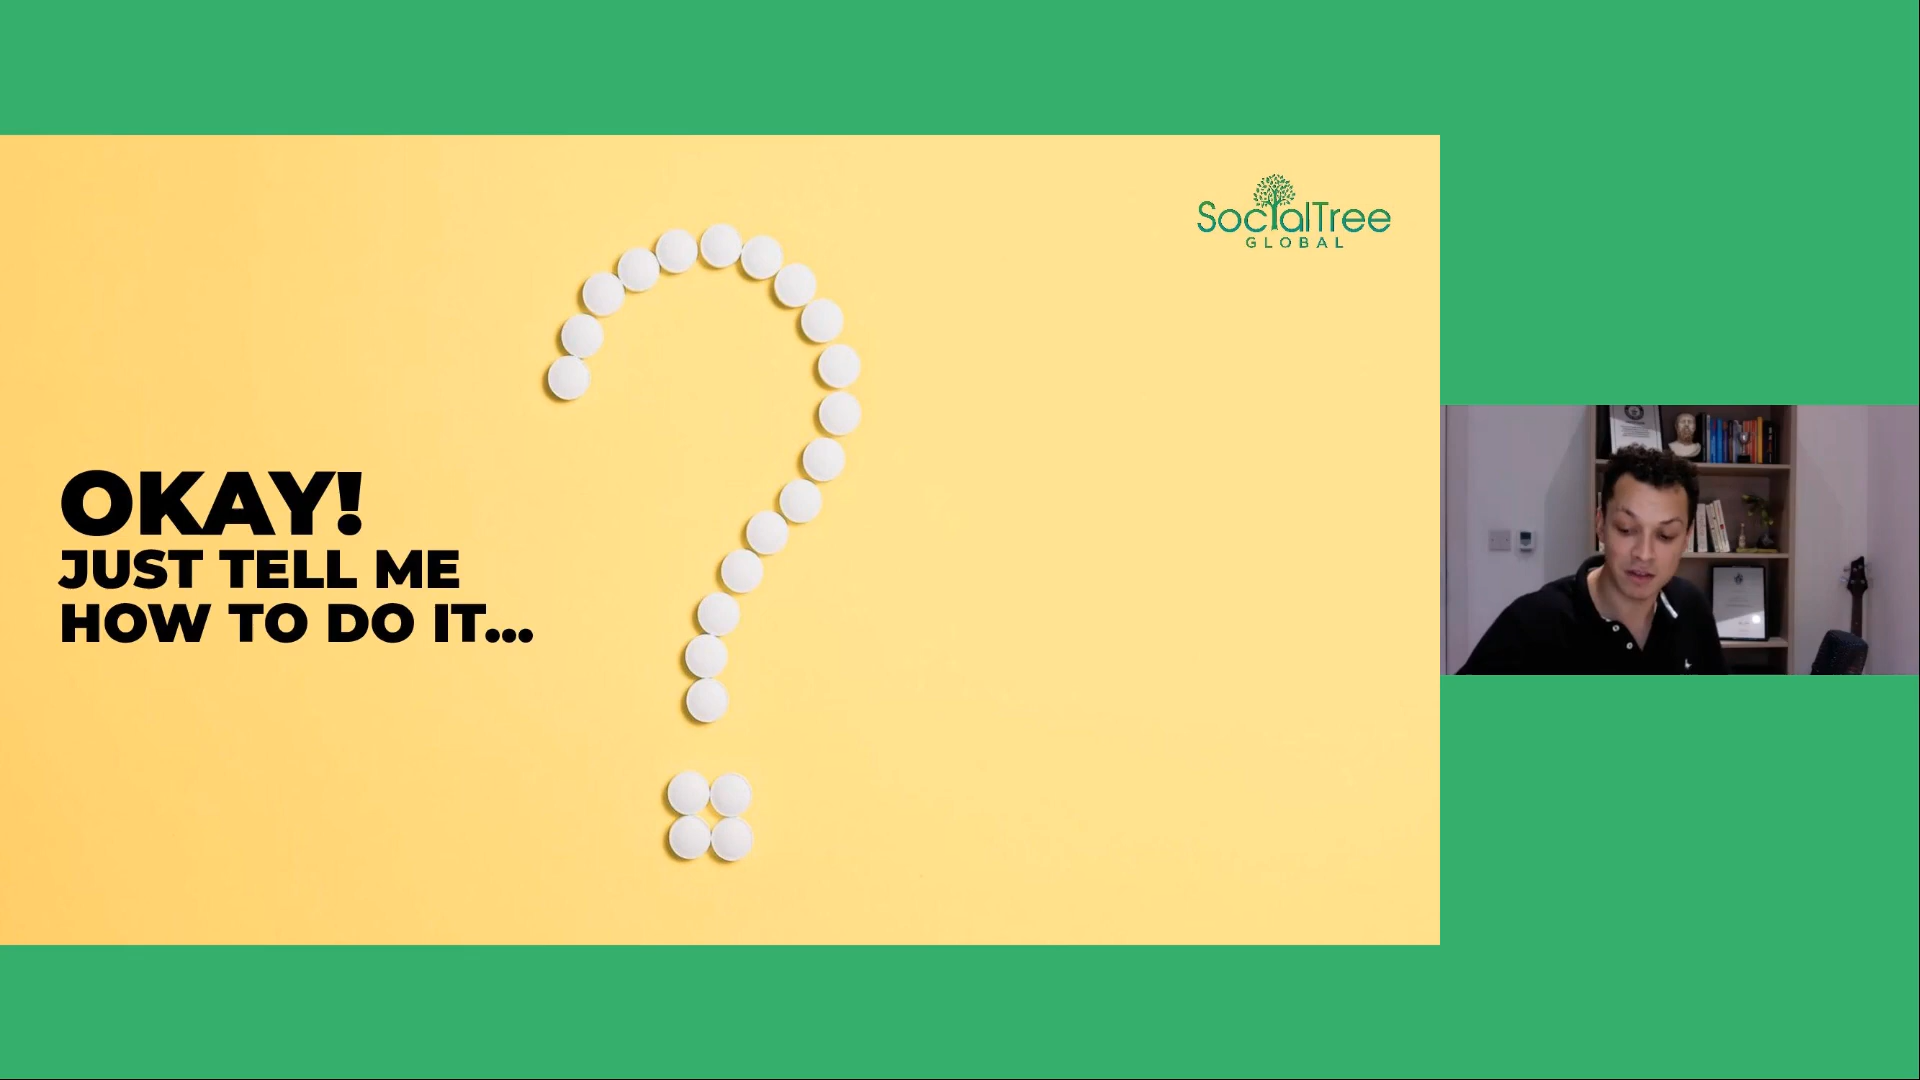 SocialTree
GLOBAL
OKAY!
JUST TELL ME
HOW TO DO IT...